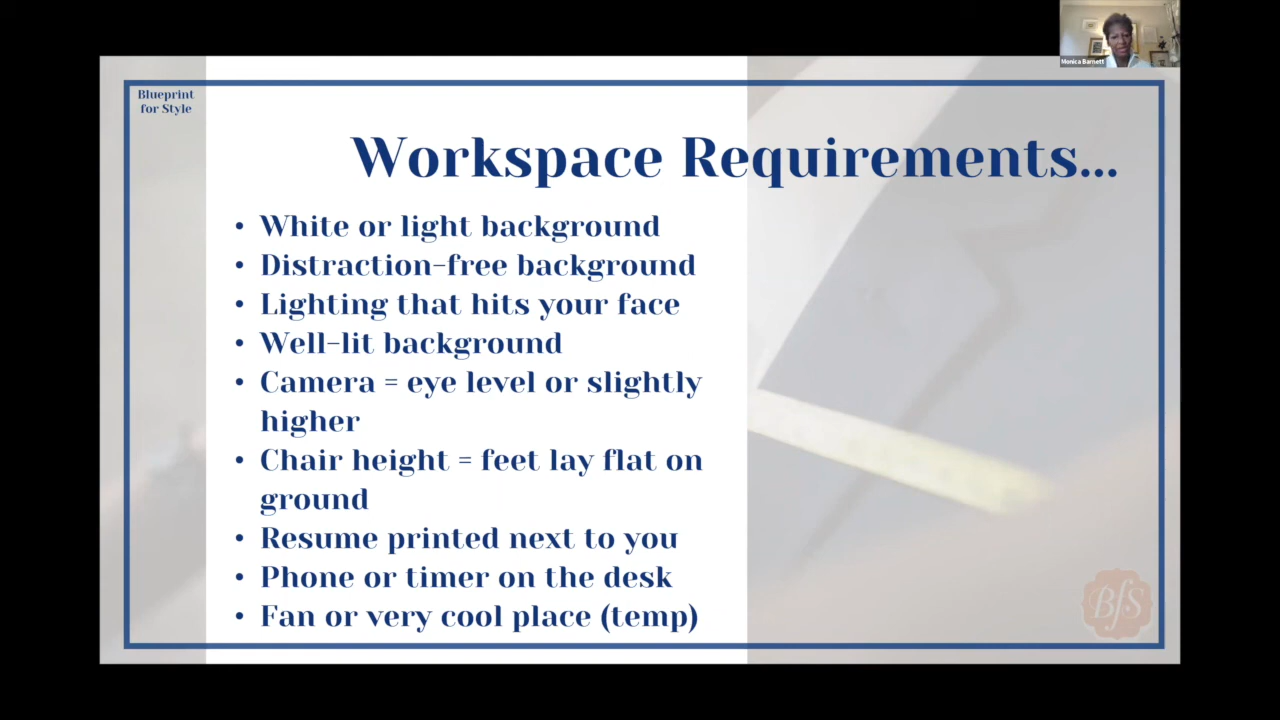 Monica Barnett
Blueprint
for Style
Workspace Requirements...
• White or light background
• Distraction-free background
• Lighting that hits your face
• Well-lit background
• Camera = eye level or slightly
higher
• Chair height = feet lay flat on
ground
• Resume printed next to you
• Phone or timer on the desk
• Fan or very cool place (temp)
BfS